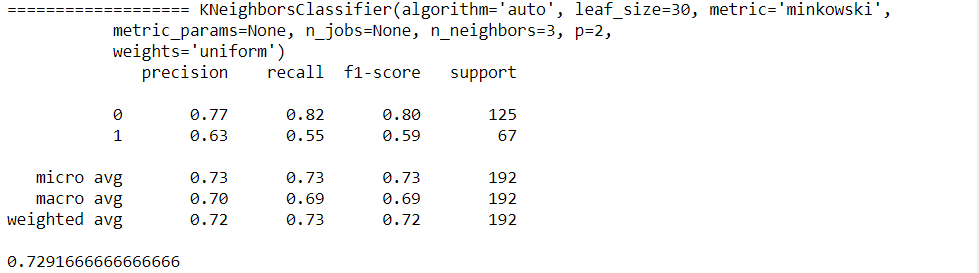 =================== KNeighborsClassifier(algorithm='auto', leaf_size=30, metric='minkowski',
metric_params=None, n_jobs=None, n_neighbors=3, p=2,
weights='uniform')
precision recall f1-score support
0 0.77 0.82 0.80 125
1 0.63 0.55 0.59 67
micro avg 0.73 0.73 0.73 192
macro avg 0.70 0.69 0.69 192
weighted avg 0.72 0.73 0.72 192
0.7291666666666666